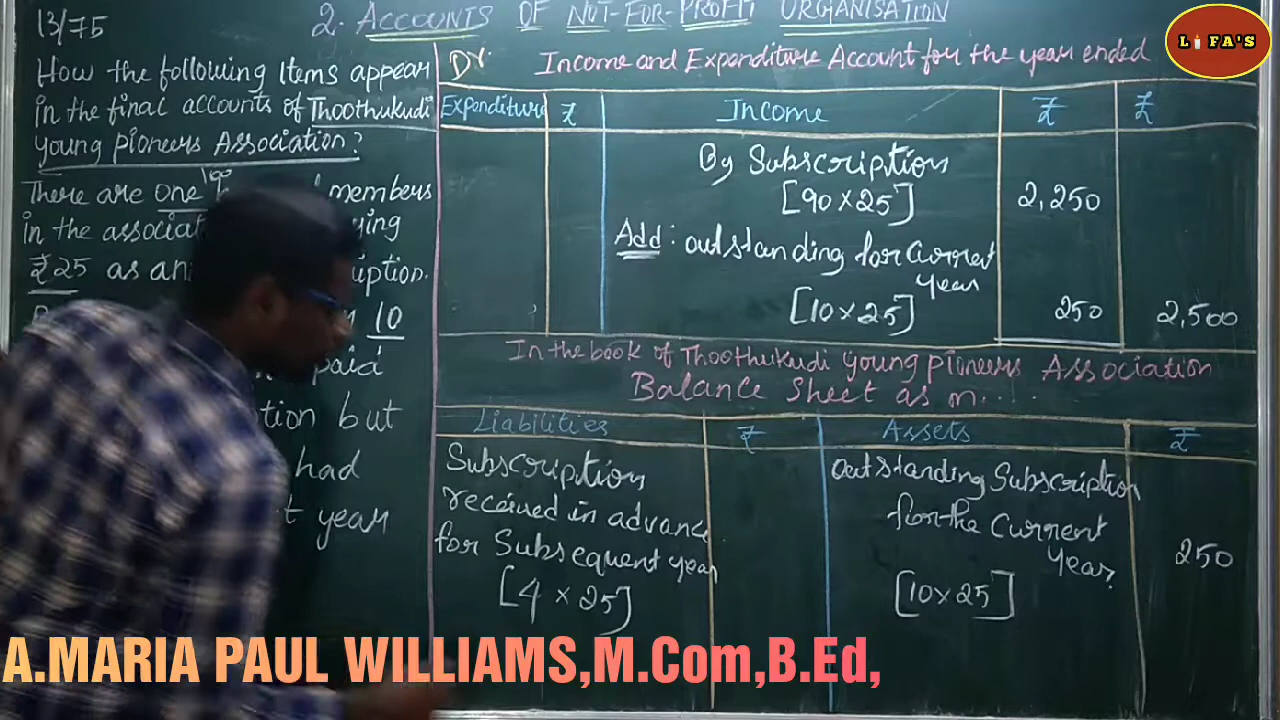 13/75
2. ACCOUNTS OF NOT-FOR-PROFIT ORGANISATION
LiFA'S
How the following Items appear
in the final accounts of Thoothukudi
young pioneers Association?
There are one members
100
in the associat ying
₹25 as an iption.
10
paid
tion but
had
t year
Dr. Income and Expenditure Account for the year ended
Expenditure ₹ Income ₹ ₹
By Subscription
[90 x 25] 2,250
Add: outstanding for Current
year
[10 x 25] 250 2,500
In the book of Thoothukudi young pioneers Association
Balance Sheet as on....
Liabilities ₹ Assets ₹
Subscription
received in advance
for Subsequent year
[4 x 25]
Outstanding Subscription
for the Current
Year. 250
[10 x 25]
A.MARIA PAUL WILLIAMS,M.Com,B.Ed,